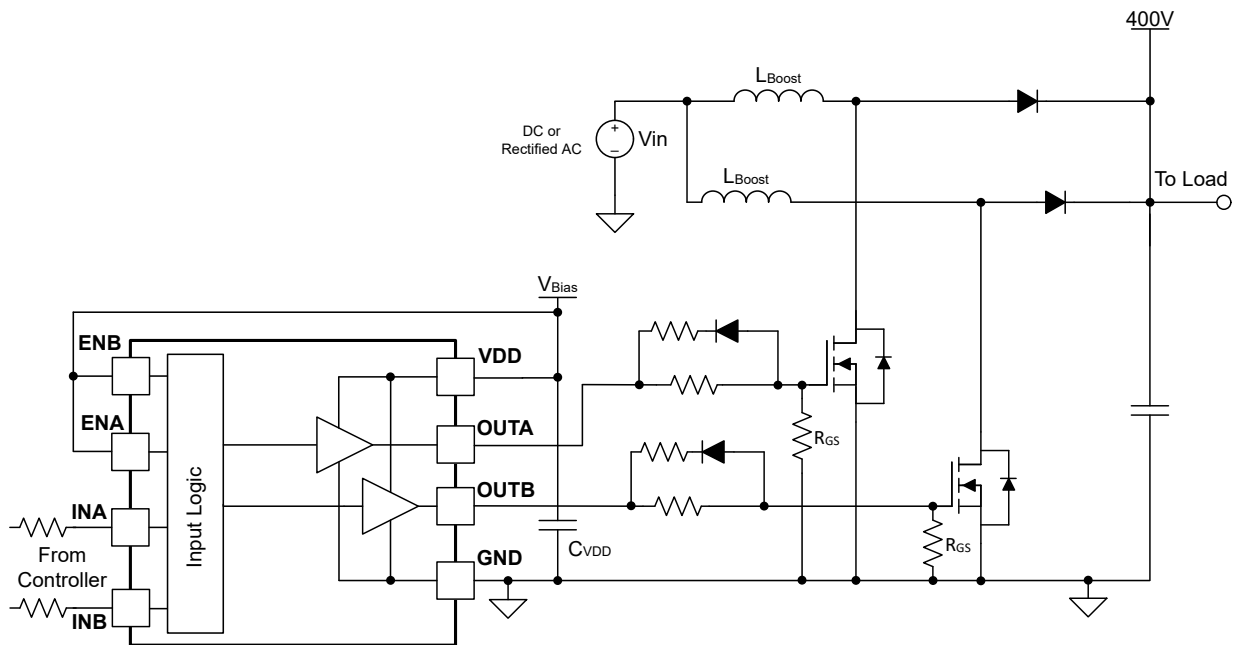 400V
LBoost
DC or
Rectified AC
+
Vin
–
LBoost
To Load
VBias
ENB
VDD
ENA
OUTA
RGS
Input Logic
OUTB
INA
CVDD
RGS
From
Controller
GND
INB